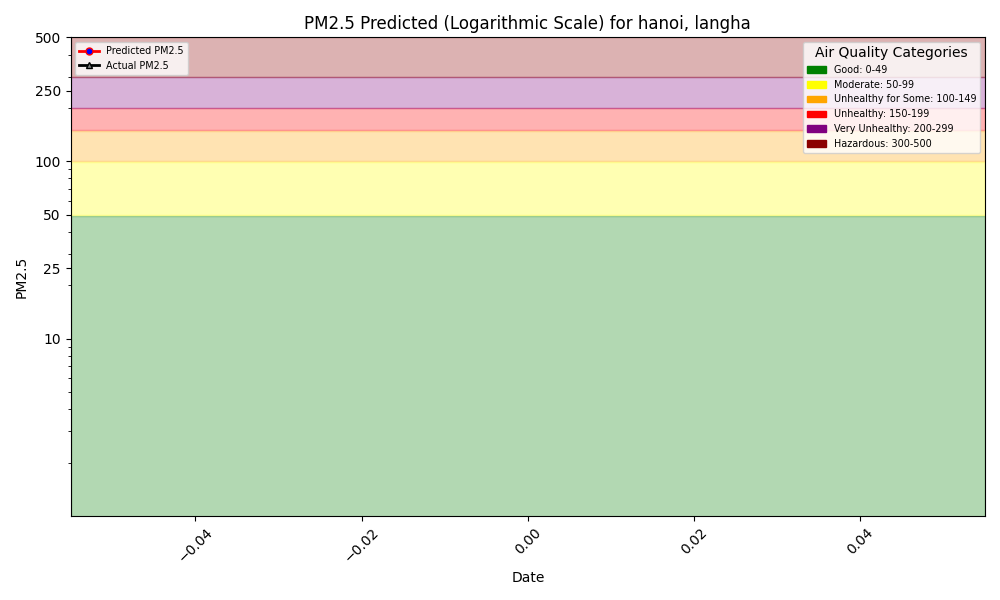 PM2.5 Predicted (Logarithmic Scale) for hanoi, langha
Predicted PM2.5
Actual PM2.5
Air Quality Categories
Good: 0-49
Moderate: 50-99
Unhealthy for Some: 100-149
Unhealthy: 150-199
Very Unhealthy: 200-299
Hazardous: 300-500
500
250
100
50
25
10
PM2.5
−0.04
−0.02
0.00
0.02
0.04
Date